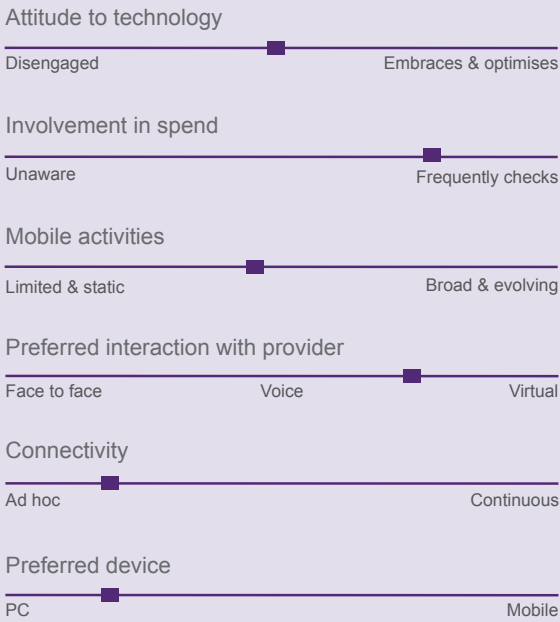 Attitude to technology
Disengaged Embraces & optimises
Involvement in spend
Unaware Frequently checks
Mobile activities
Limited & static Broad & evolving
Preferred interaction with provider
Face to face Voice Virtual
Connectivity
Ad hoc Continuous
Preferred device
PC Mobile